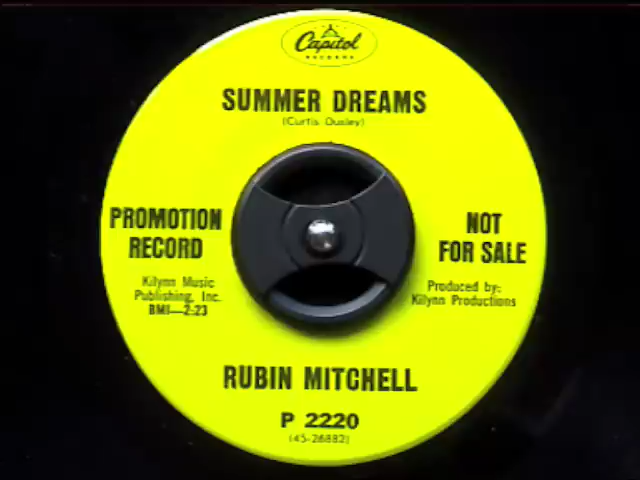 Capitol
RECORDS
SUMMER DREAMS
(Curtis Ousley)
PROMOTION
RECORD
NOT
FOR SALE
Kilynn Music
Publishing, Inc.
BMI—2:23
Produced by:
Kilynn Productions
RUBIN MITCHELL
P 2220
(45-26882)